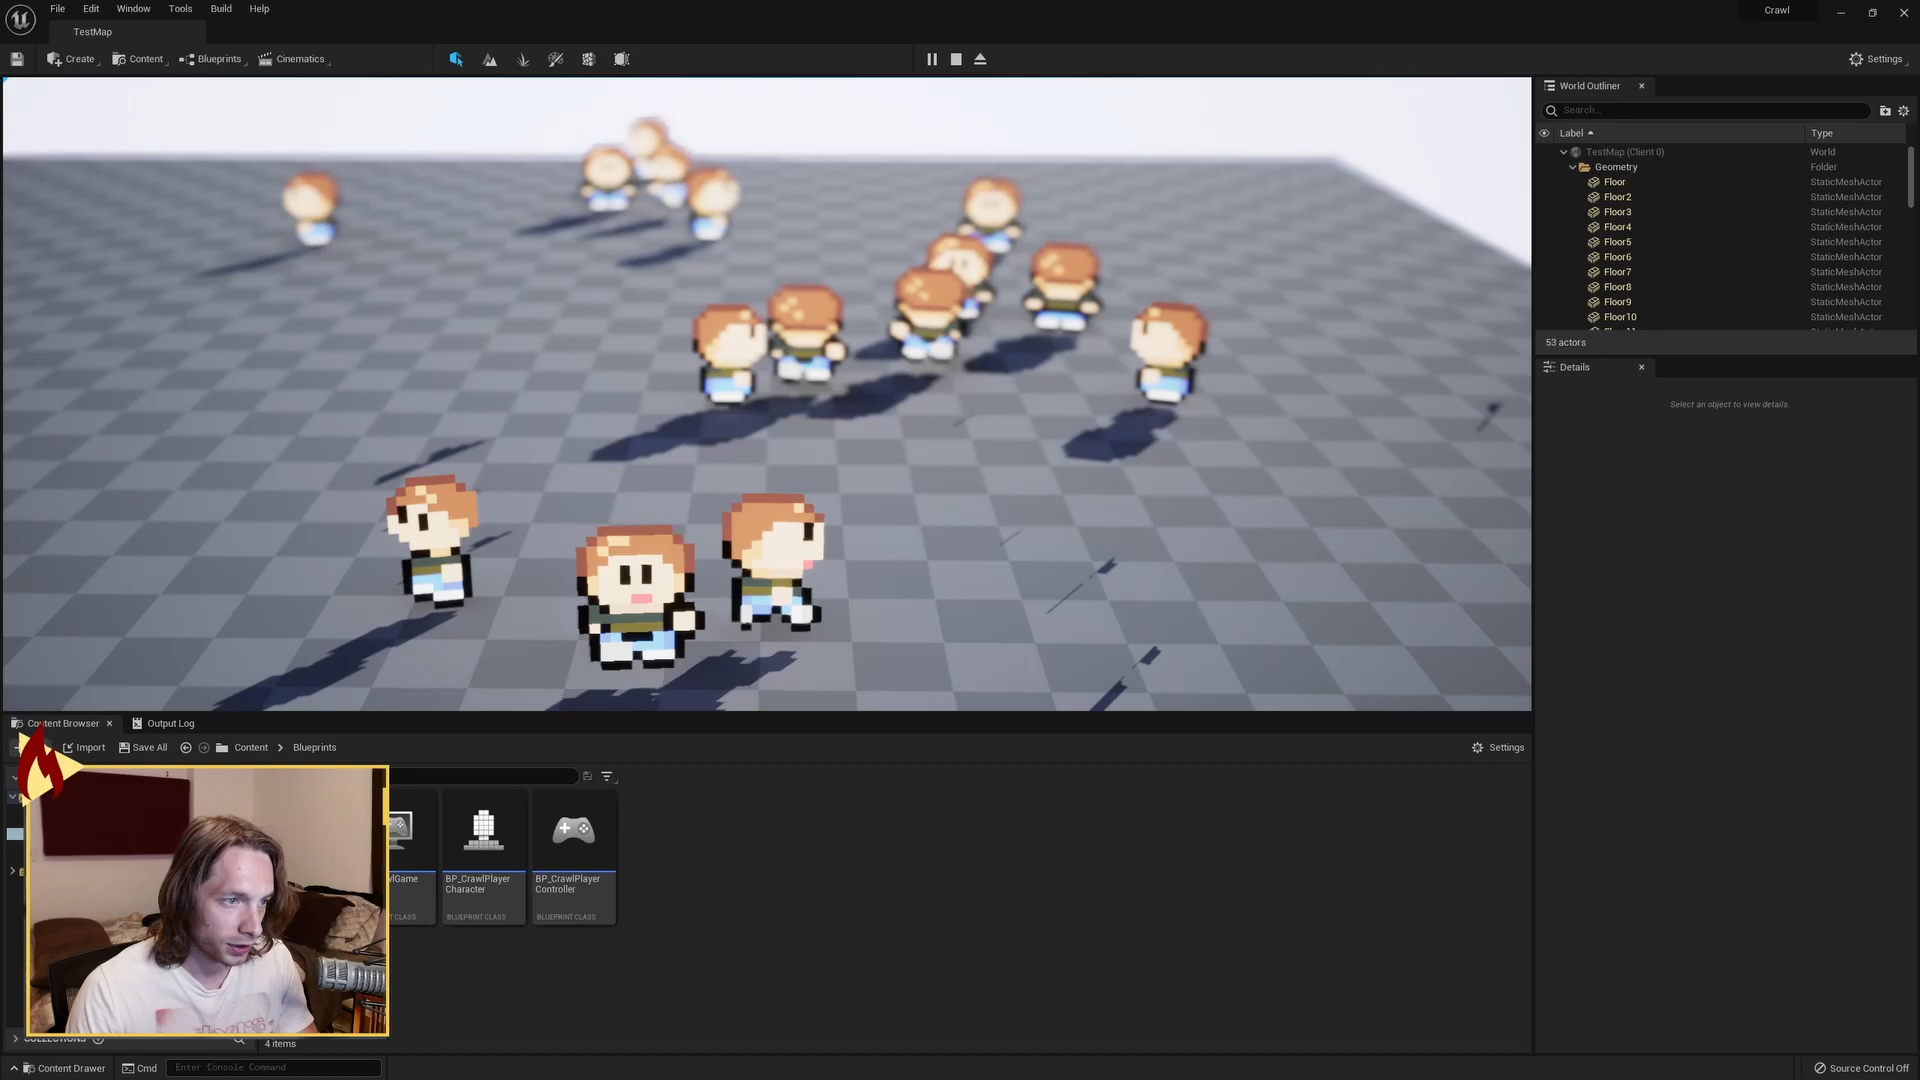 File Edit Window Tools Build Help
Crawl
TestMap
Create Content Blueprints Cinematics
Settings
World Outliner
Search...
Label Type
TestMap (Client 0) World
Geometry Folder
Floor StaticMeshActor
Floor2 StaticMeshActor
Floor3 StaticMeshActor
Floor4 StaticMeshActor
Floor5 StaticMeshActor
Floor6 StaticMeshActor
Floor7 StaticMeshActor
Floor8 StaticMeshActor
Floor9 StaticMeshActor
Floor10 StaticMeshActor
53 actors
Details
Select an object to view details.
Content Browser Output Log
Import Save All Content Blueprints
Settings
BP_CrawlPlayer
Character
BLUEPRINT CLASS
BP_CrawlPlayer
Controller
BLUEPRINT CLASS
4 items
Content Drawer Cmd Enter Console Command
Source Control Off